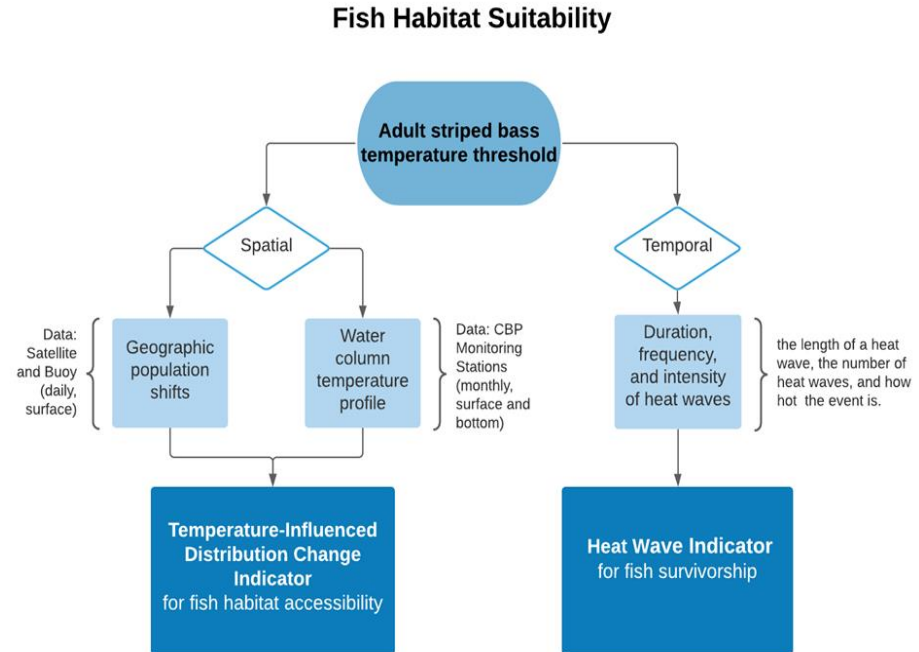 Fish Habitat Suitability
Adult striped bass
temperature threshold
Spatial
Temporal
Data:
Satellite
and Buoy
(daily,
surface)
Geographic
population
shifts
Water
column
temperature
profile
Data: CBP
Monitoring
Stations
(monthly,
surface and
bottom)
Duration,
frequency,
and intensity
of heat waves
the length of a heat
wave, the number of
heat waves, and how
hot the event is.
Temperature-Influenced
Distribution Change
Indicator
for fish habitat accessibility
Heat Wave Indicator
for fish survivorship